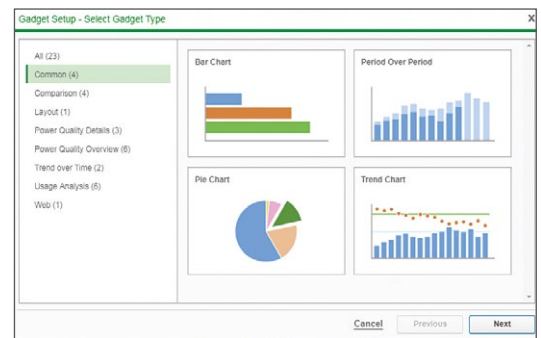 Gadget Setup - Select Gadget Type X
All (23)
Common (4)
Comparison (4)
Layout (1)
Power Quality Details (3)
Power Quality Overview (6)
Trend over Time (2)
Usage Analysis (6)
Web (1)
Bar Chart
Period Over Period
Pie Chart
Trend Chart
Cancel Previous Next